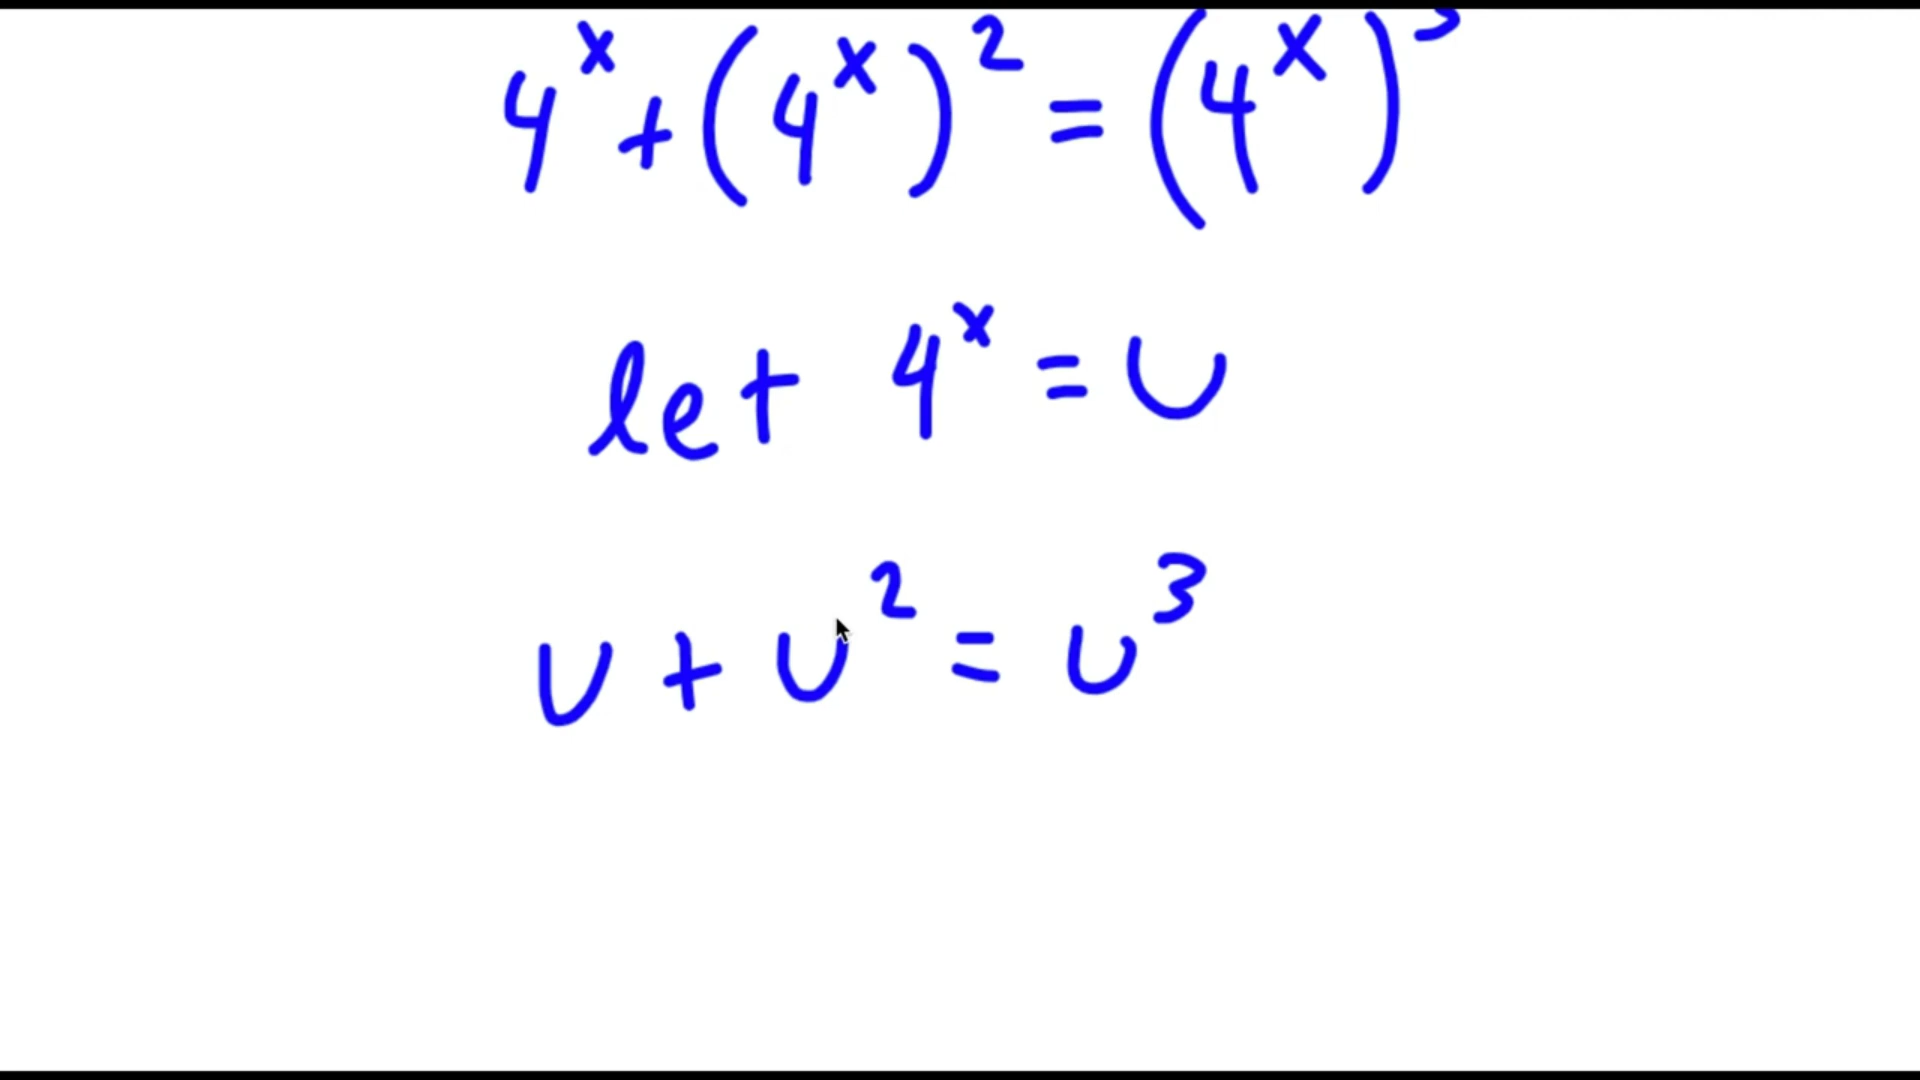 4^x + (4^x)^2 = (4^x)^3
let 4^x = u
u + u^2 = u^3